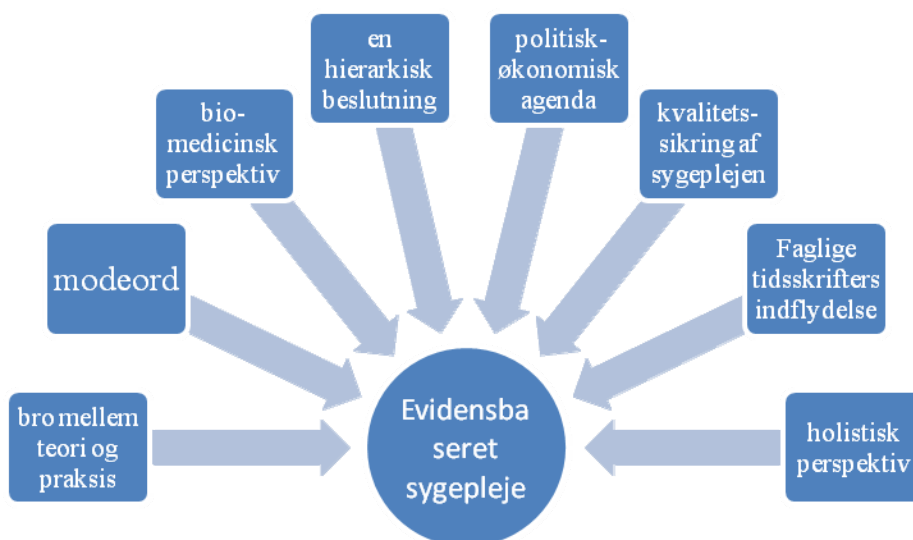 en
hierarkisk
beslutning
politisk-
økonomisk
agenda
bio-
medicinsk
perspektiv
kvalitets-
sikring af
sygeplejen
modeord
Faglige
tidsskrifters
indflydelse
bro mellem
teori og
praksis
Evidensba
seret
sygepleje
holistisk
perspektiv